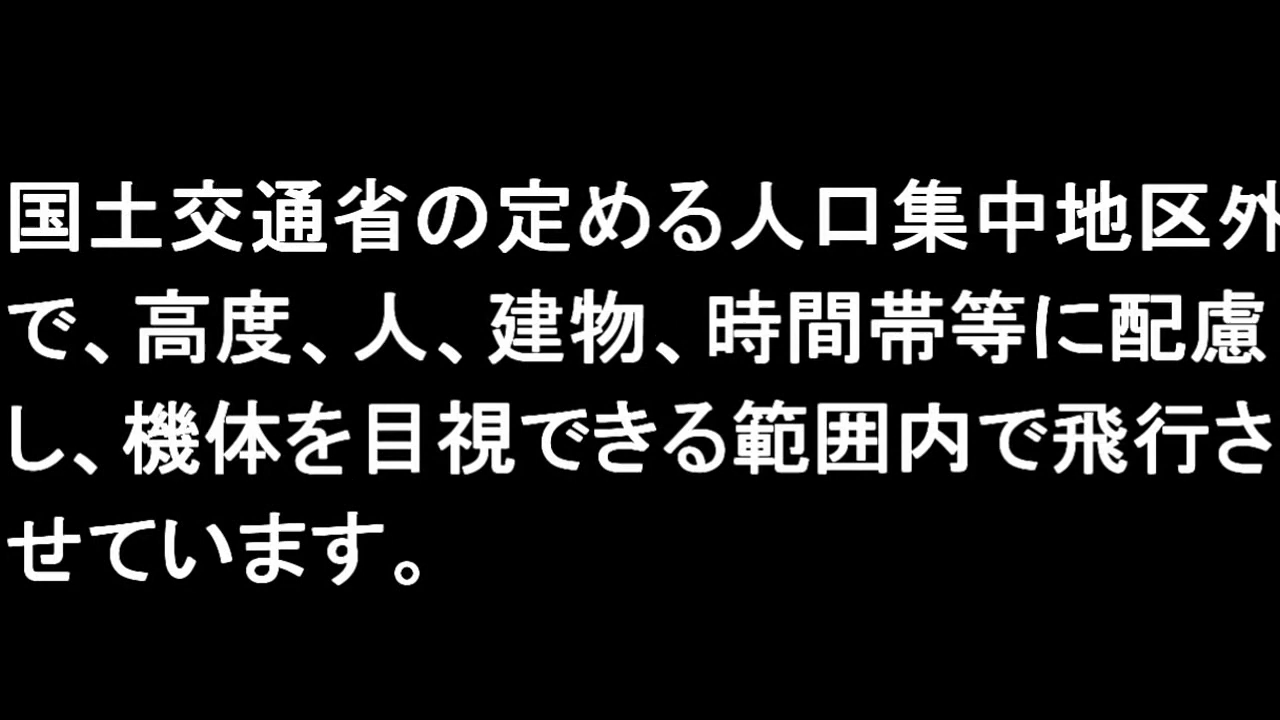 国土交通省の定める人口集中地区外
で、高度、人、建物、時間帯等に配慮
し、機体を目視できる範囲内で飛行さ
せています。